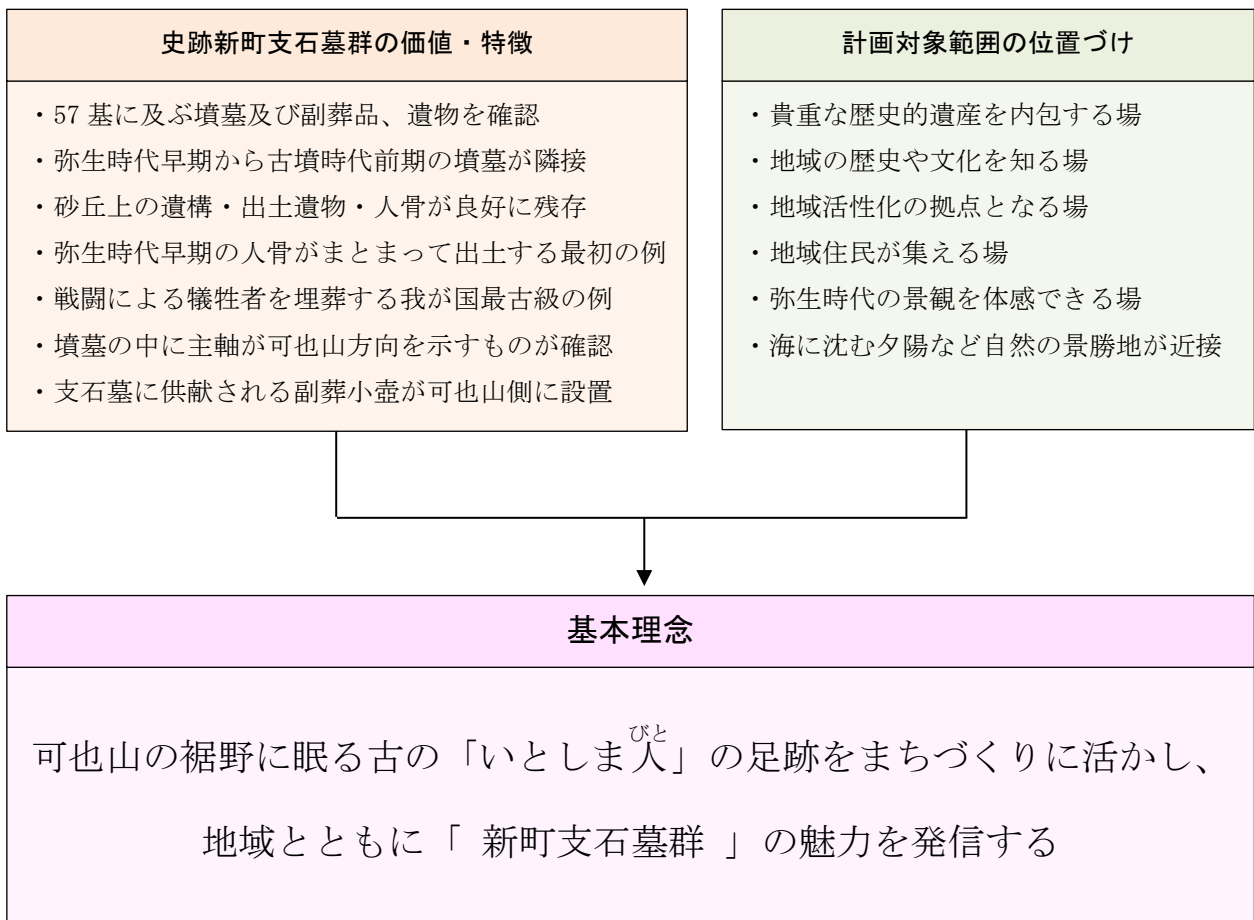 史跡新町支石墓群の価値・特徴
・57 基に及ぶ墳墓及び副葬品、遺物を確認
・弥生時代早期から古墳時代前期の墳墓が隣接
・砂丘上の遺構・出土遺物・人骨が良好に残存
・弥生時代早期の人骨がまとまって出土する最初の例
・戦闘による犠牲者を埋葬する我が国最古級の例
・墳墓の中に主軸が可也山方向を示すものが確認
・支石墓に供献される副葬小壺が可也山側に設置
計画対象範囲の位置づけ
・貴重な歴史的遺産を内包する場
・地域の歴史や文化を知る場
・地域活性化の拠点となる場
・地域住民が集える場
・弥生時代の景観を体感できる場
・海に沈む夕陽など自然の景勝地が近接
基本理念
びと
可也山の裾野に眠る古の「いとしま人」の足跡をまちづくりに活かし、
地域とともに「 新町支石墓群 」の魅力を発信する